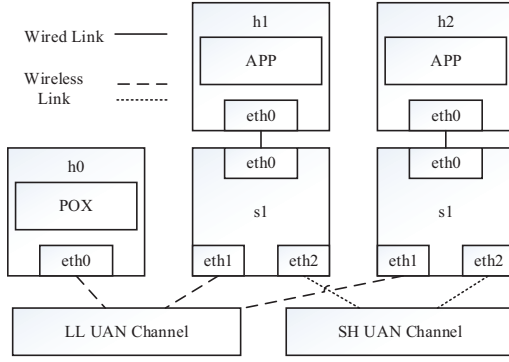 Wired Link
Wireless
Link
h1
APP
eth0
h2
APP
eth0
h0
POX
eth0
eth0
s1
eth1
eth2
eth0
s1
eth1
eth2
LL UAN Channel
SH UAN Channel